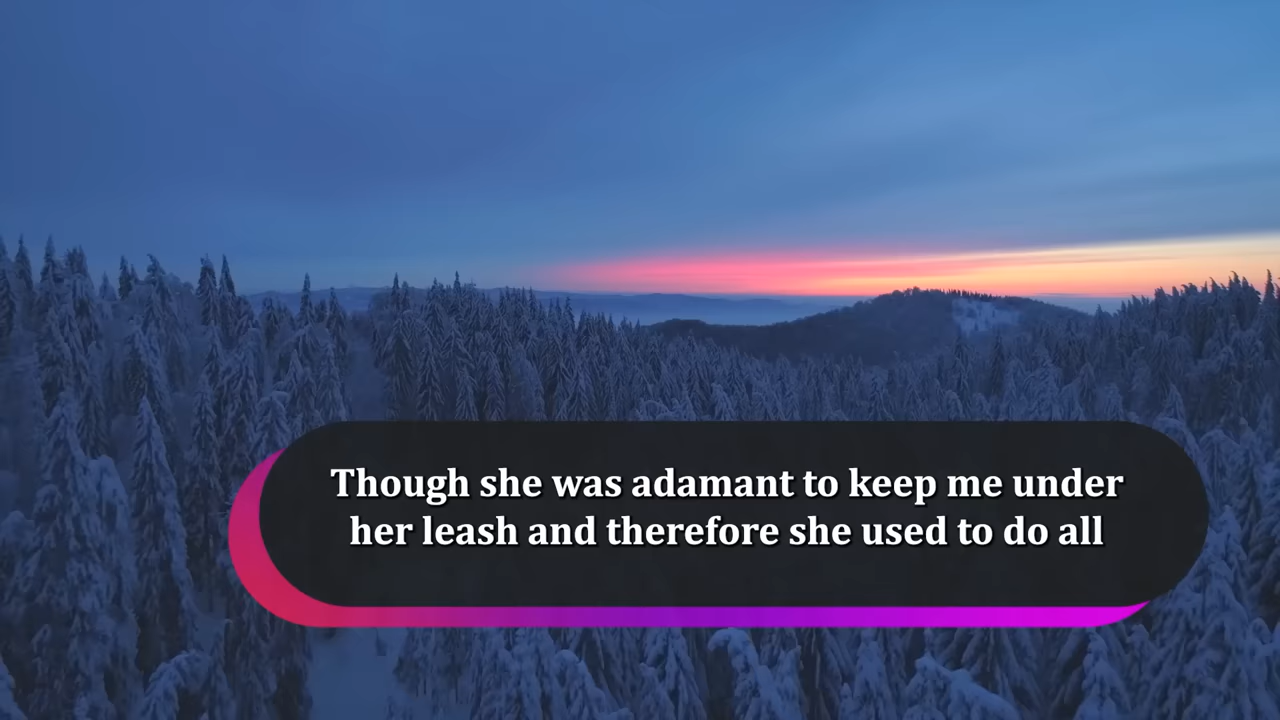 Though she was adamant to keep me under
her leash and therefore she used to do all